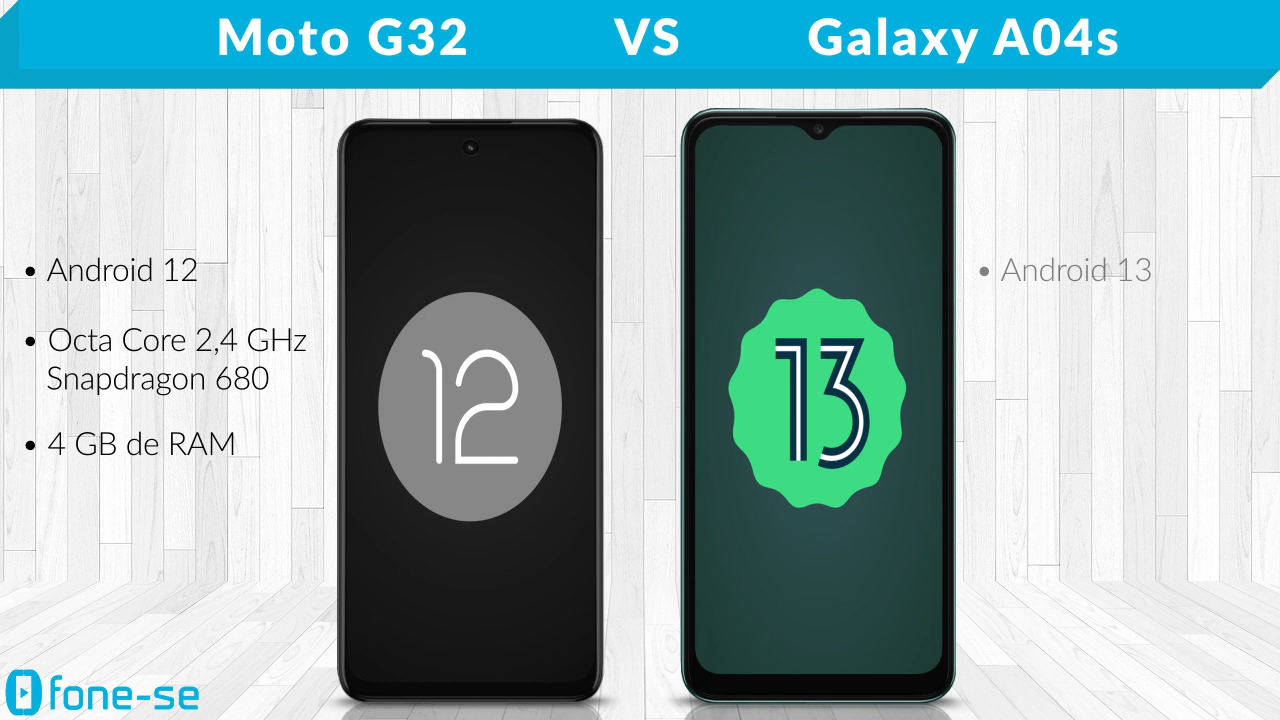 Moto G32 VS Galaxy A04s
• Android 12
• Octa Core 2,4 GHz
Snapdragon 680
• 4 GB de RAM
12
13
• Android 13
fone-se